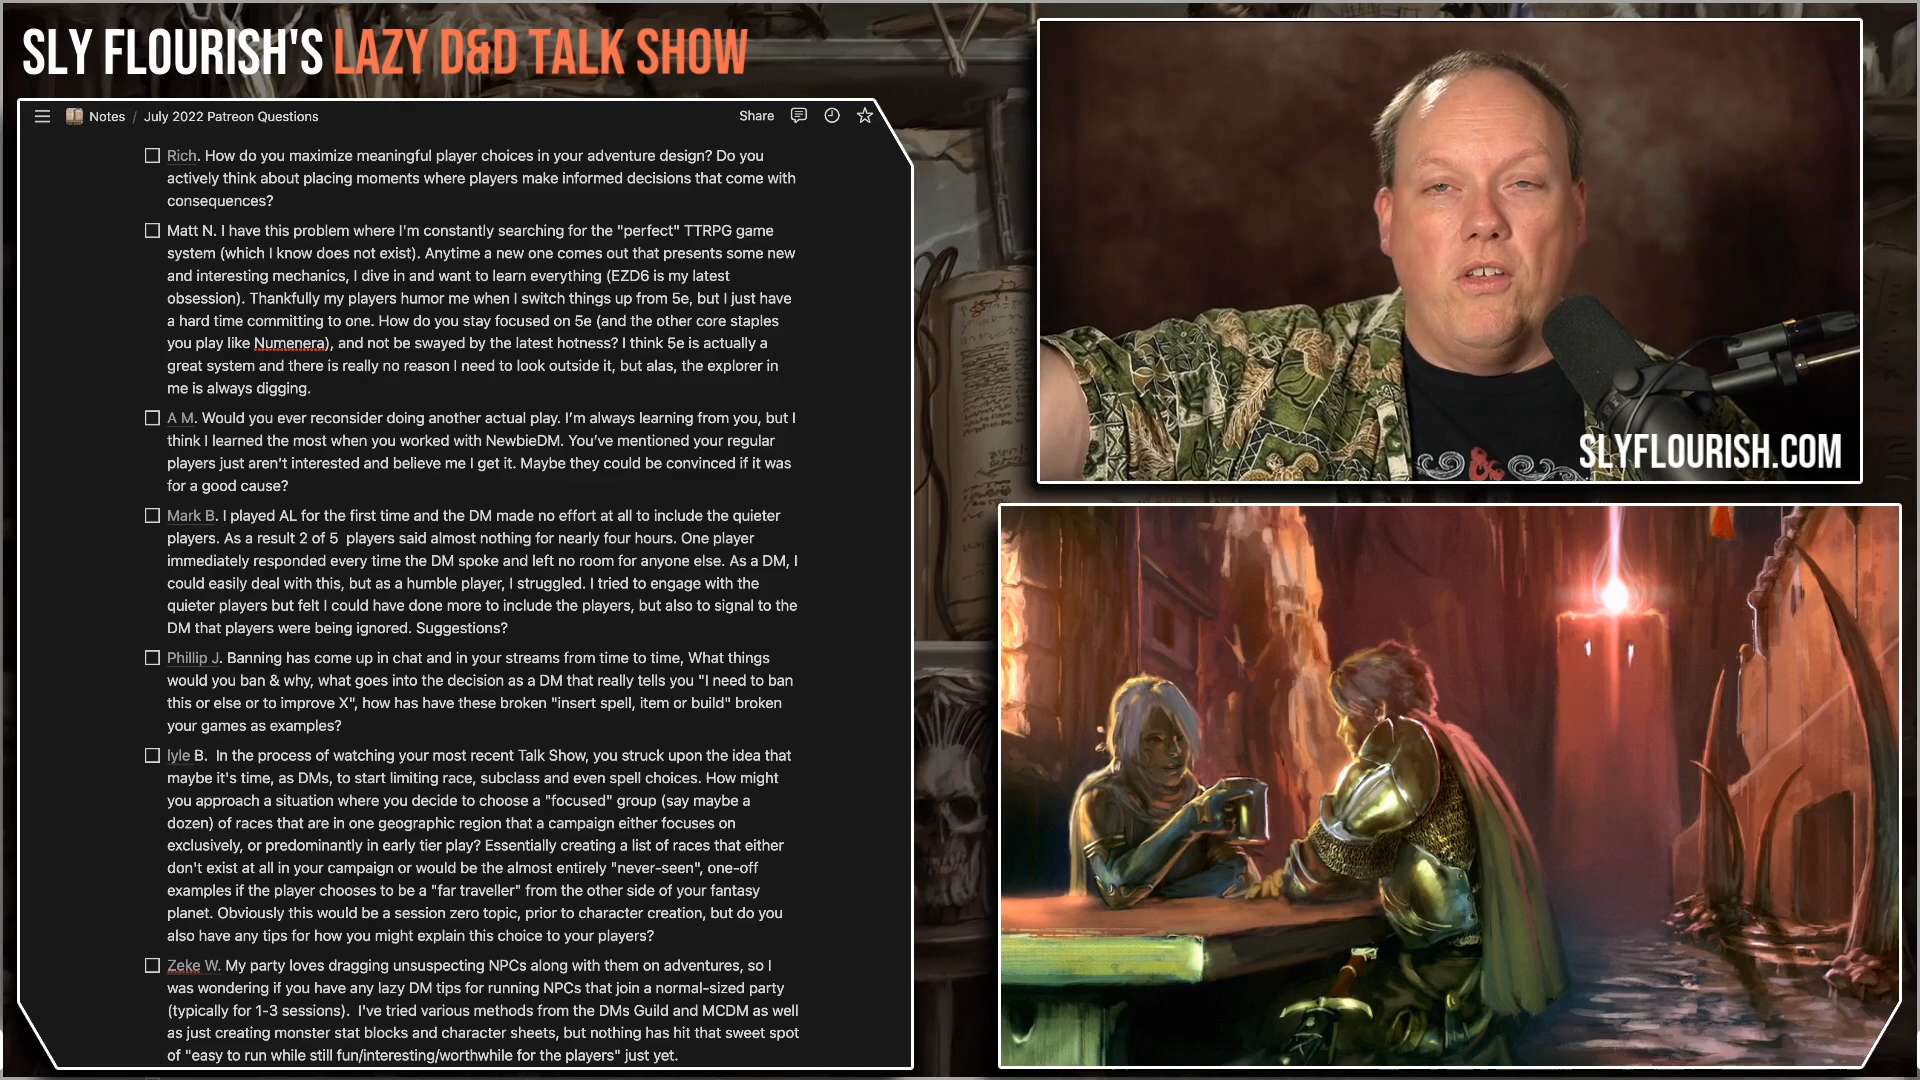 SLY FLOURISH'S LAZY D&D TALK SHOW
Notes / July 2022 Patreon Questions
Share
Rich. How do you maximize meaningful player choices in your adventure design? Do you
actively think about placing moments where players make informed decisions that come with
consequences?
Matt N. I have this problem where I'm constantly searching for the "perfect" TTRPG game
system (which I know does not exist). Anytime a new one comes out that presents some new
and interesting mechanics, I dive in and want to learn everything (EZD6 is my latest
obsession). Thankfully my players humor me when I switch things up from 5e, but I just have
a hard time committing to one. How do you stay focused on 5e (and the other core staples
you play like Numenera), and not be swayed by the latest hotness? I think 5e is actually a
great system and there is really no reason I need to look outside it, but alas, the explorer in
me is always digging.
A M. Would you ever reconsider doing another actual play. I'm always learning from you, but I
think I learned the most when you worked with NewbieDM. You've mentioned your regular
players just aren't interested and believe me I get it. Maybe they could be convinced if it was
for a good cause?
Mark B. I played AL for the first time and the DM made no effort at all to include the quieter
players. As a result 2 of 5  players said almost nothing for nearly four hours. One player
immediately responded every time the DM spoke and left no room for anyone else. As a DM, I
could easily deal with this, but as a humble player, I struggled. I tried to engage with the
quieter players but felt I could have done more to include the players, but also to signal to the
DM that players were being ignored. Suggestions?
Phillip J. Banning has come up in chat and in your streams from time to time, What things
would you ban & why, what goes into the decision as a DM that really tells you "I need to ban
this or else or to improve X", how has have these broken "insert spell, item or build" broken
your games as examples?
lyle B.  In the process of watching your most recent Talk Show, you struck upon the idea that
maybe it's time, as DMs, to start limiting race, subclass and even spell choices. How might
you approach a situation where you decide to choose a "focused" group (say maybe a
dozen) of races that are in one geographic region that a campaign either focuses on
exclusively, or predominantly in early tier play? Essentially creating a list of races that either
don't exist at all in your campaign or would be the almost entirely "never-seen", one-off
examples if the player chooses to be a "far traveller" from the other side of your fantasy
planet. Obviously this would be a session zero topic, prior to character creation, but do you
also have any tips for how you might explain this choice to your players?
Zeke W. My party loves dragging unsuspecting NPCs along with them on adventures, so I
was wondering if you have any lazy DM tips for running NPCs that join a normal-sized party
(typically for 1-3 sessions).  I've tried various methods from the DMs Guild and MCDM as well
as just creating monster stat blocks and character sheets, but nothing has hit that sweet spot
of "easy to run while still fun/interesting/worthwhile for the players" just yet.
SLYFLOURISH.COM